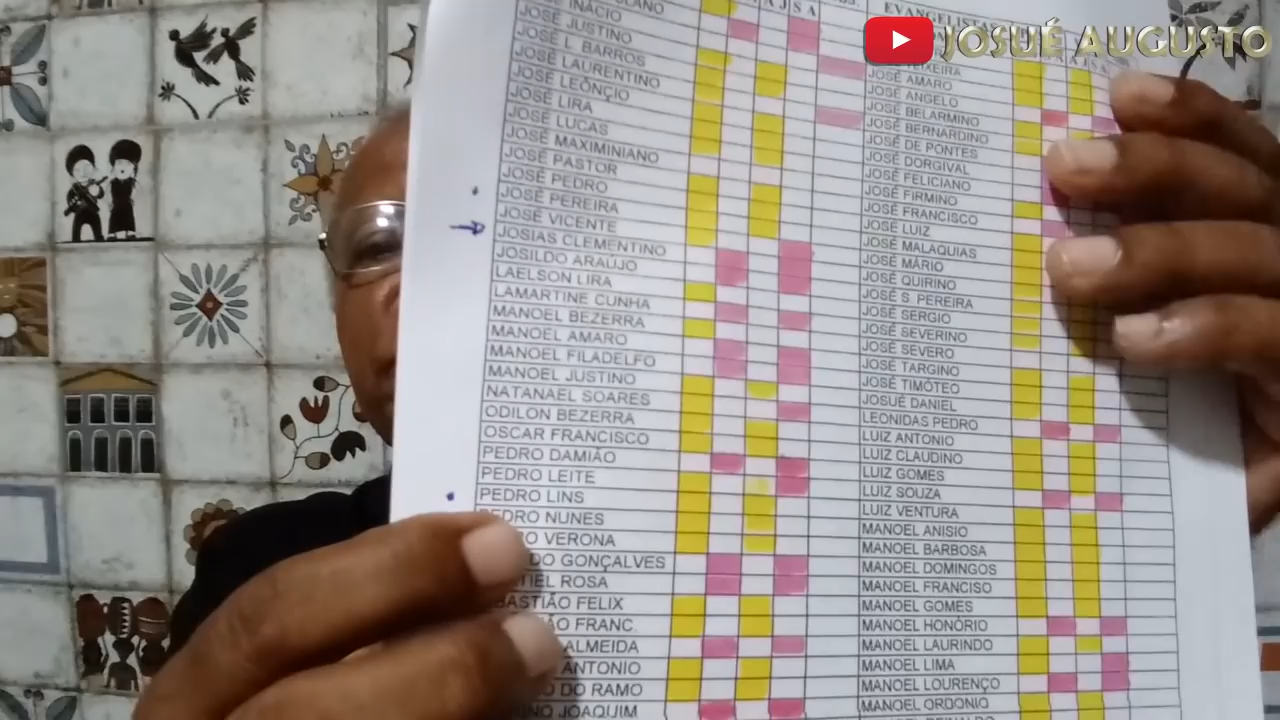 JOSUÉ AUGUSTO
INÁCIO
JOSÉ JUSTINO
JOSÉ L. BARROS
JOSÉ LAURENTINO
JOSÉ LEÔNCIO
JOSÉ LIRA
JOSÉ LUCAS
JOSÉ MAXIMINIANO
JOSÉ PASTOR
JOSÉ PEDRO
JOSÉ PEREIRA
JOSÉ VICENTE
JOSIAS CLEMENTINO
JOSILDO ARAÚJO
LAELSON LIRA
LAMARTINE CUNHA
MANOEL BEZERRA
MANOEL AMARO
MANOEL FILADELFO
MANOEL JUSTINO
NATANAEL SOARES
ODILON BEZERRA
OSCAR FRANCISCO
PEDRO DAMIÃO
PEDRO LEITE
PEDRO LINS
PEDRO NUNES
VERONA
GONÇALVES
ROSA
FELIX
FRANC.
ALMEIDA
ANTONIO
DO RAMO
JOAQUIM
A J S A
EVANGELISTAS
TEIXEIRA
JOSÉ AMARO
JOSÉ ANGELO
JOSÉ BELARMINO
JOSÉ BERNARDINO
JOSÉ DE PONTES
JOSÉ DORGIVAL
JOSÉ FELICIANO
JOSÉ FIRMINO
JOSÉ FRANCISCO
JOSÉ LUIZ
JOSÉ MALAQUIAS
JOSÉ MÁRIO
JOSÉ QUIRINO
JOSÉ S. PEREIRA
JOSÉ SERGIO
JOSÉ SEVERINO
JOSÉ SEVERO
JOSÉ TARGINO
JOSÉ TIMÓTEO
JOSUÉ DANIEL
LEONIDAS PEDRO
LUIZ ANTONIO
LUIZ CLAUDINO
LUIZ GOMES
LUIZ SOUZA
LUIZ VENTURA
MANOEL ANISIO
MANOEL BARBOSA
MANOEL DOMINGOS
MANOEL FRANCISO
MANOEL GOMES
MANOEL HONÓRIO
MANOEL LAURINDO
MANOEL LIMA
MANOEL LOURENÇO
MANOEL ORDONIO